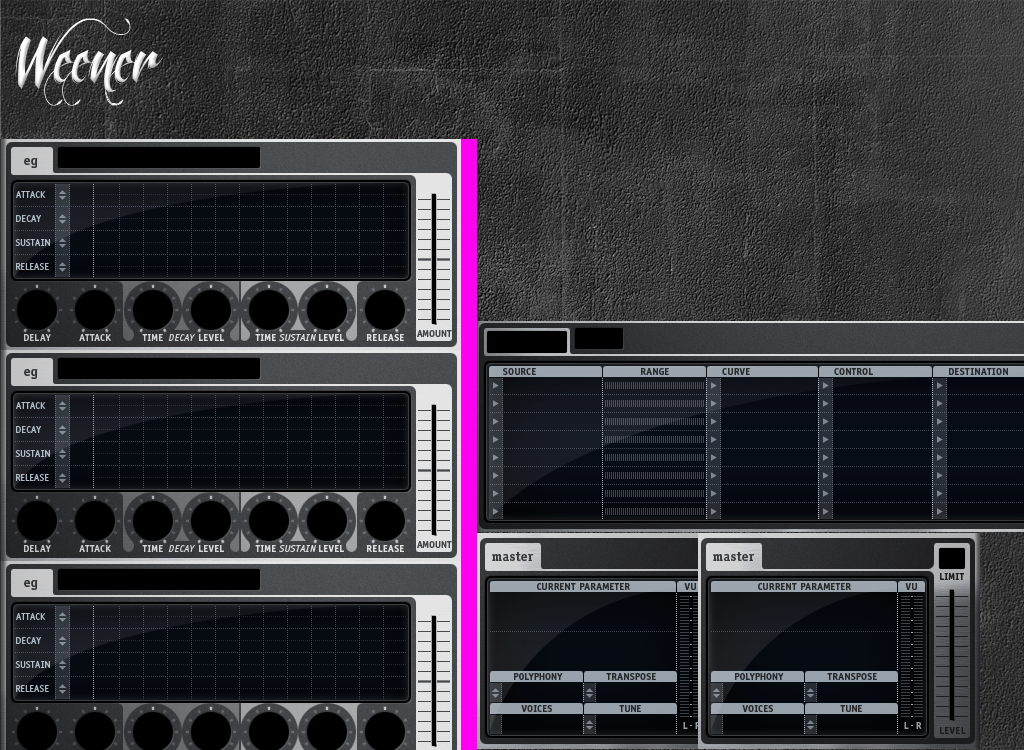 Weener
eg
ATTACK
DECAY
SUSTAIN
RELEASE
DELAY ATTACK TIME DECAY LEVEL TIME SUSTAIN LEVEL RELEASE AMOUNT
eg
ATTACK
DECAY
SUSTAIN
RELEASE
DELAY ATTACK TIME DECAY LEVEL TIME SUSTAIN LEVEL RELEASE AMOUNT
eg
ATTACK
DECAY
SUSTAIN
RELEASE
SOURCE RANGE CURVE CONTROL DESTINATION
master
CURRENT PARAMETER VU
POLYPHONY TRANSPOSE
VOICES TUNE
L-R
master
LIMIT
CURRENT PARAMETER VU
POLYPHONY TRANSPOSE
VOICES TUNE
L-R
LEVEL